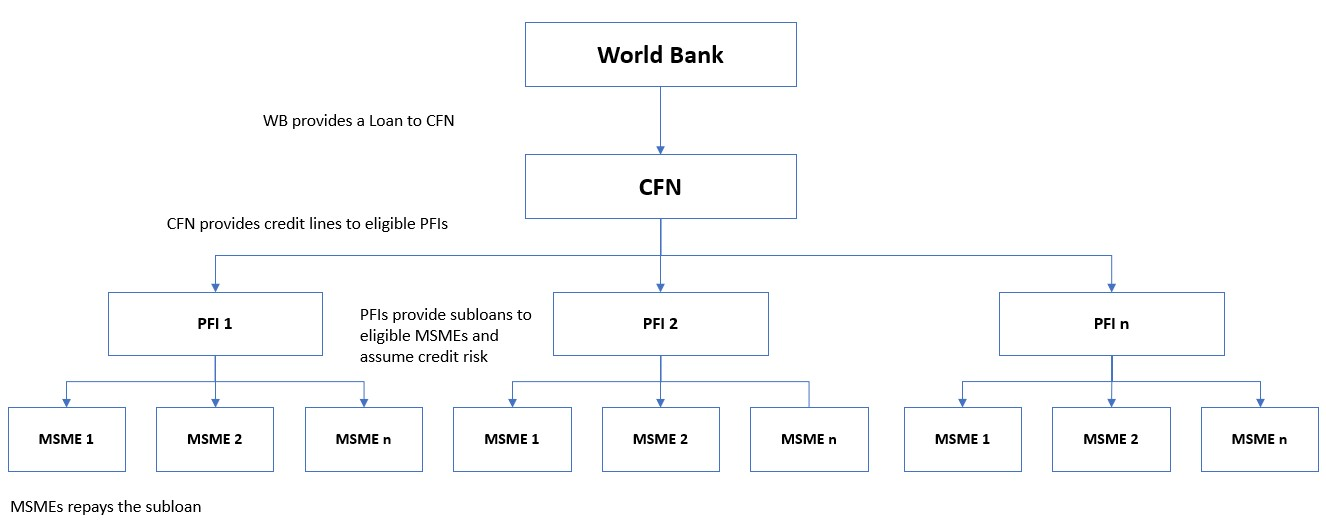 World Bank
WB provides a Loan to CFN
CFN
CFN provides credit lines to eligible PFIs
PFI 1
PFIs provide subloans to
eligible MSMEs and
assume credit risk
PFI 2
PFI n
MSME 1
MSME 2
MSME n
MSME 1
MSME 2
MSME n
MSME 1
MSME 2
MSME n
MSMEs repays the subloan